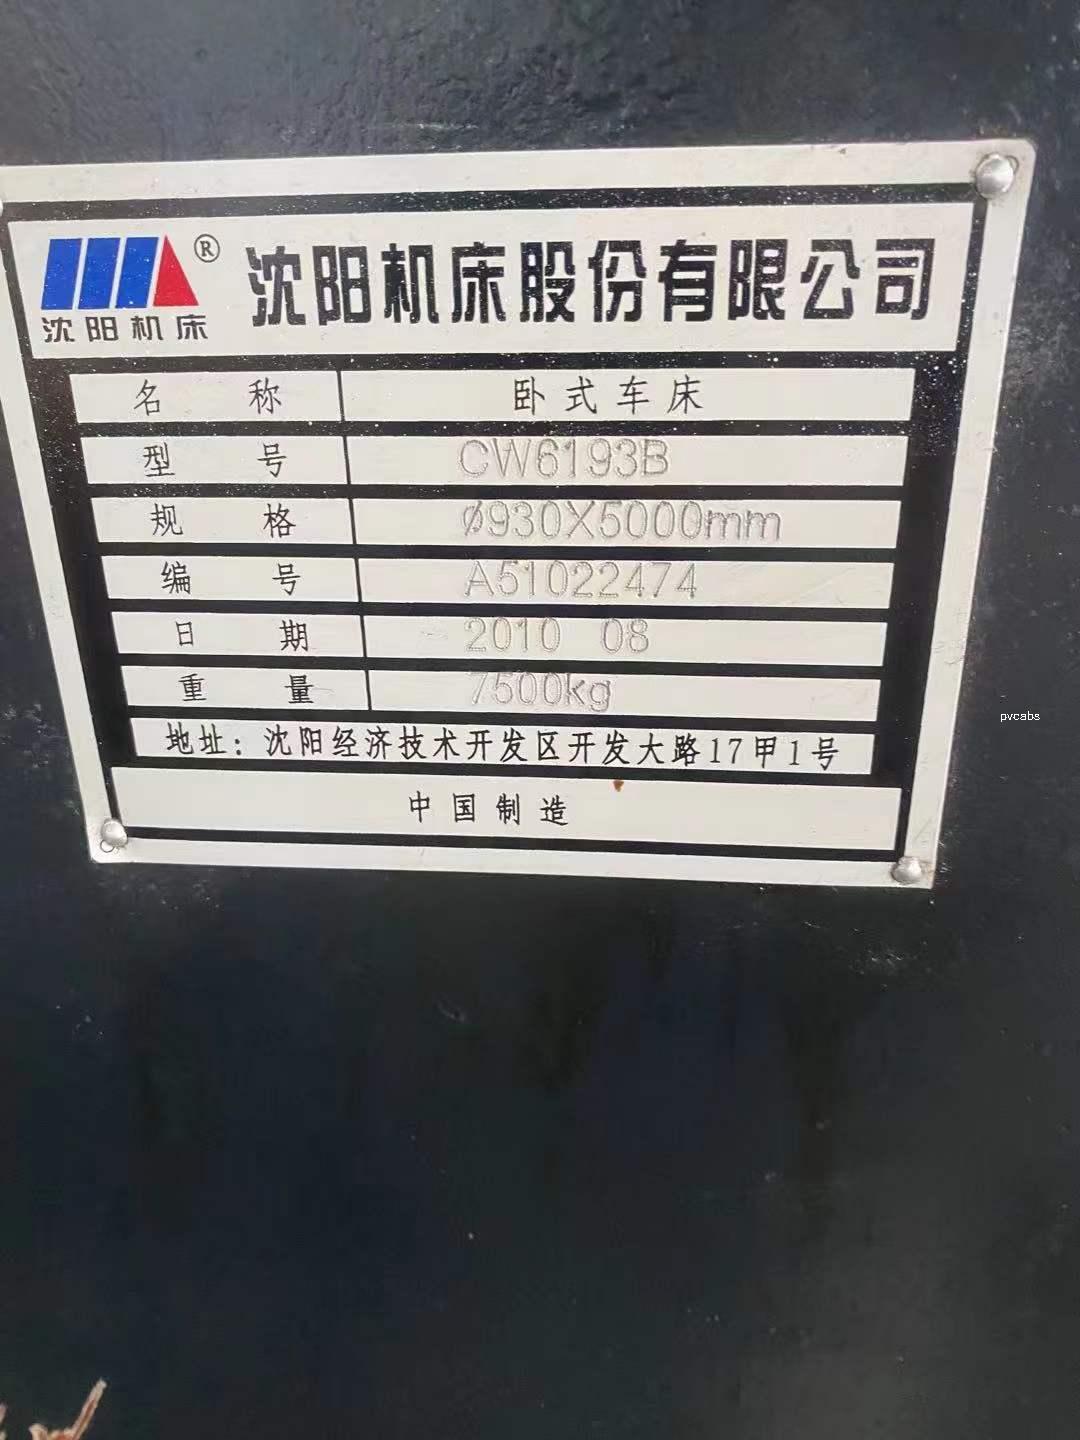 沈阳机床® 沈阳机床股份有限公司
名 称 卧式车床
型 号 CW6193B
规 格 Ø930X5000mm
编 号 A51022474
日 期 2010 08
重 量 7500kg
地址：沈阳经济技术开发区开发大路17甲1号
中国制造
pvcabs